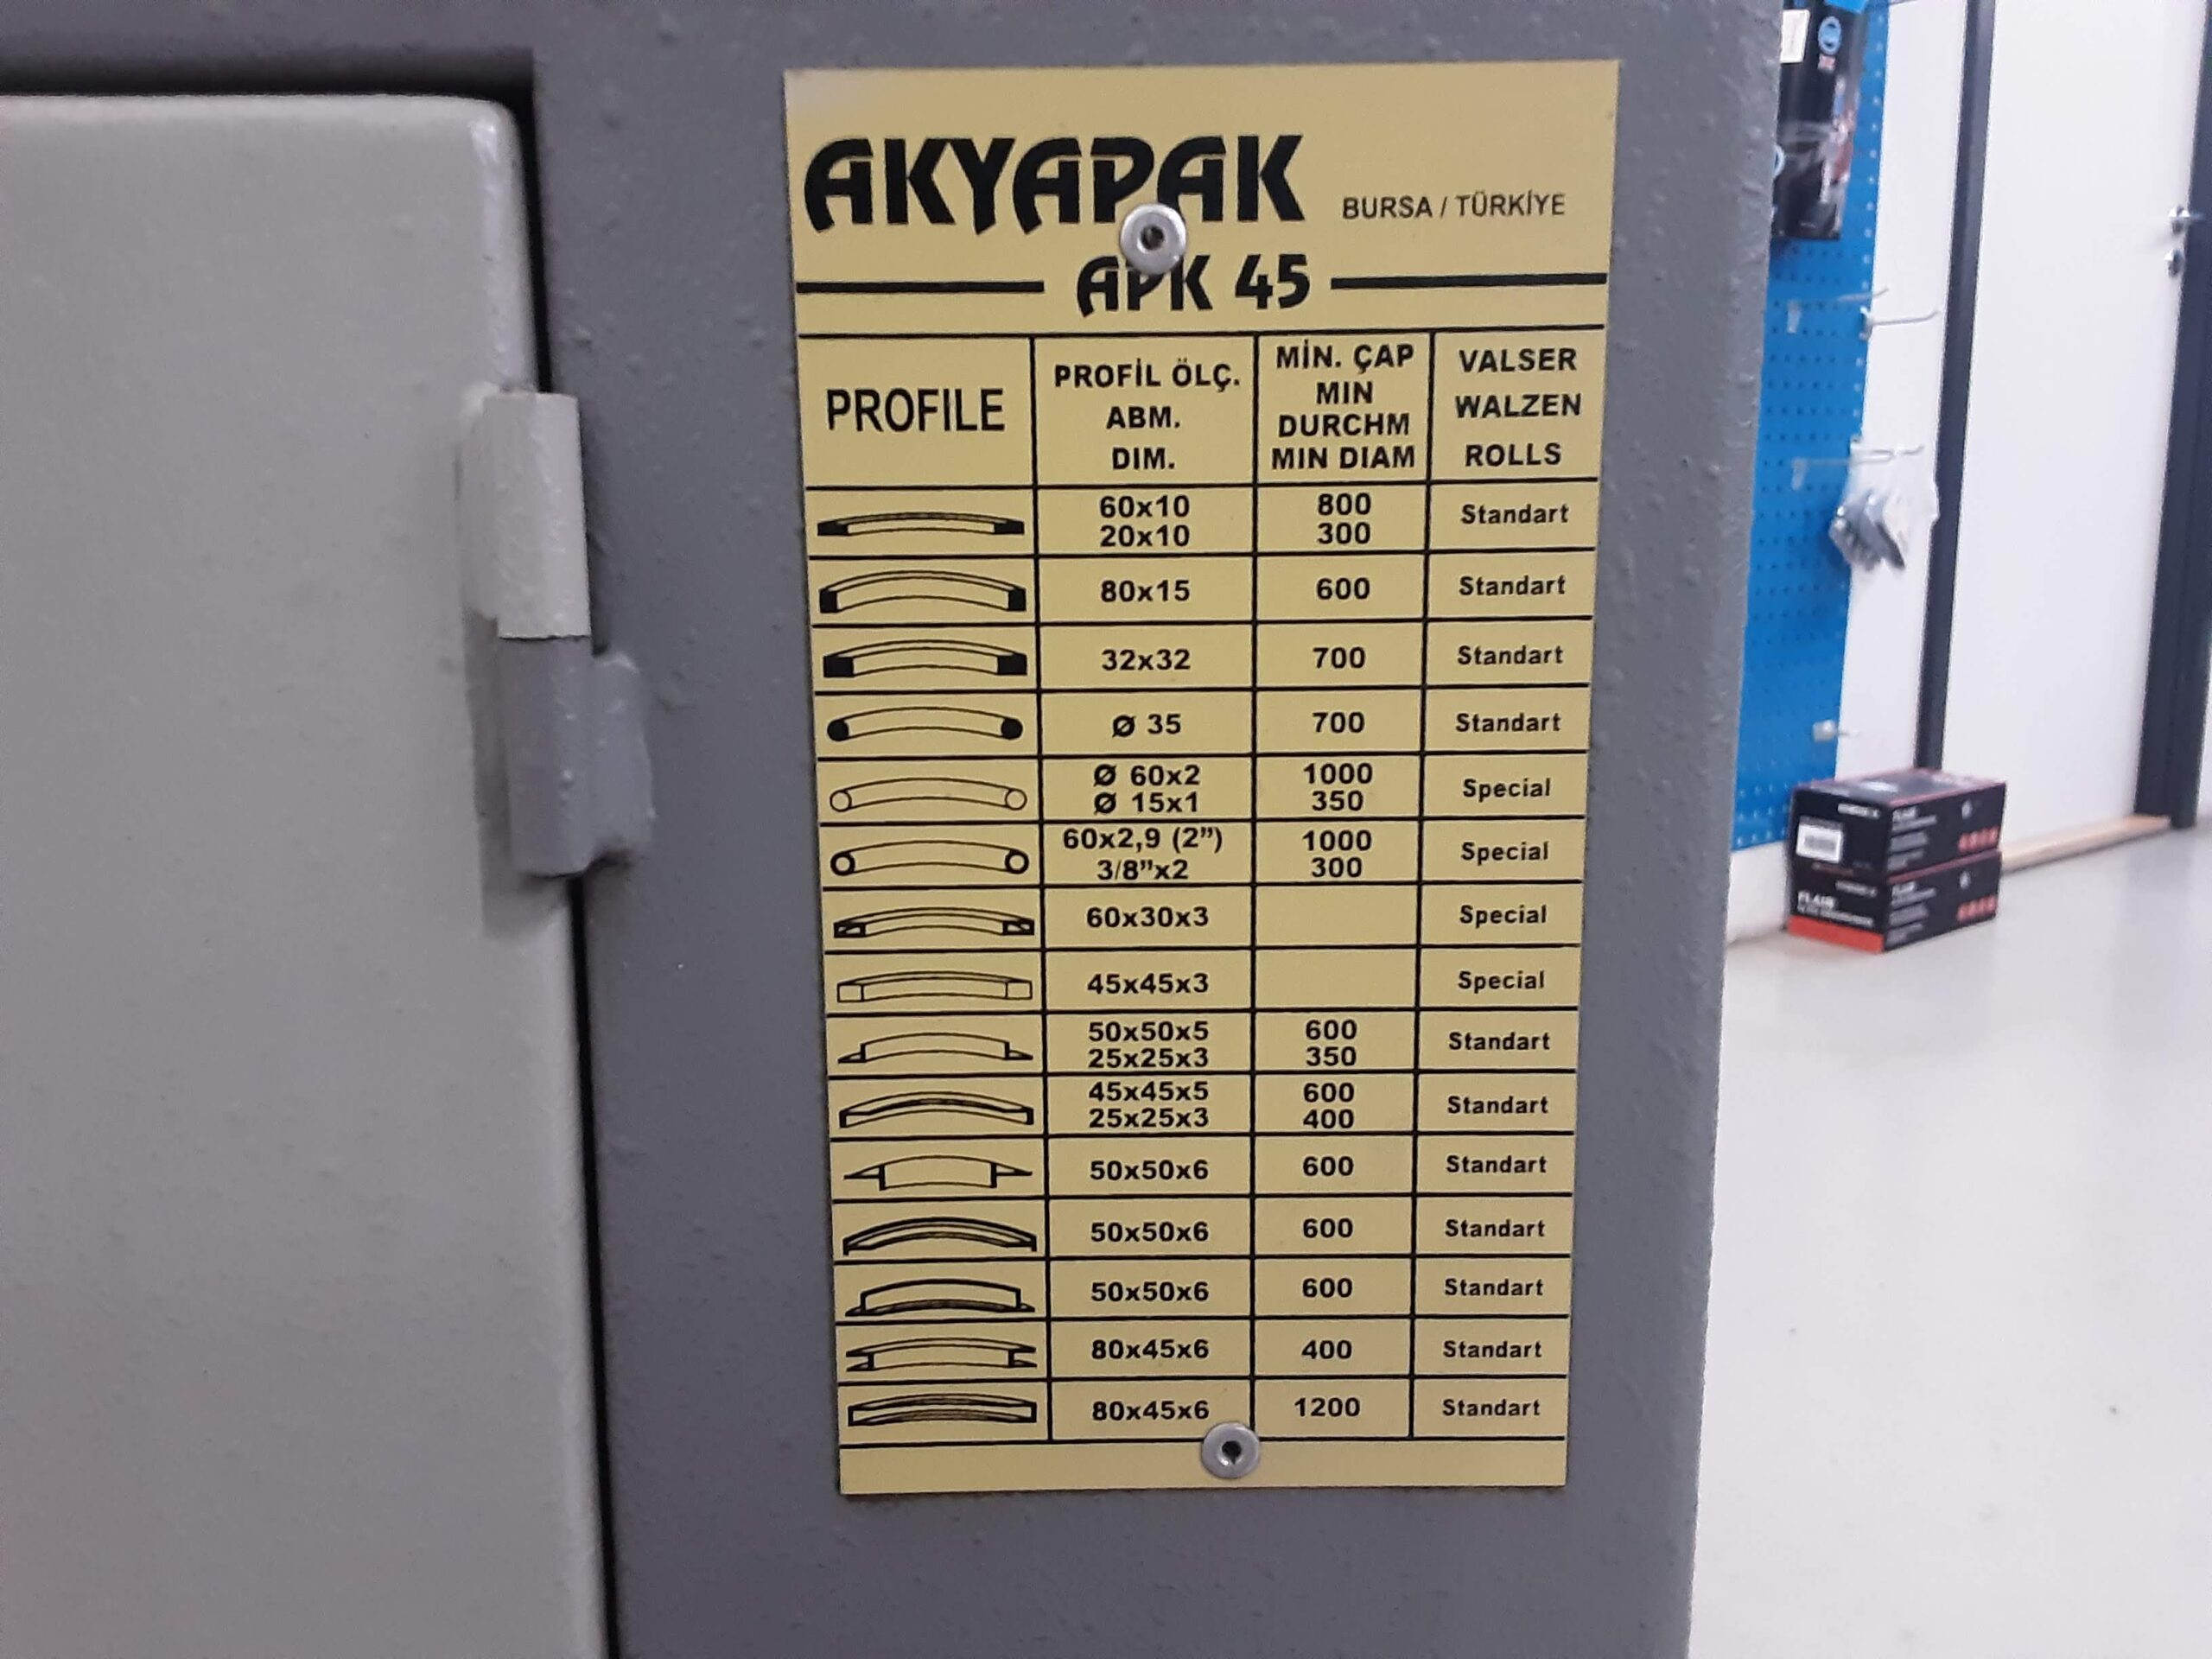 AKYAPAK BURSA / TÜRKİYE
APK 45
PROFILE
PROFİL ÖLÇ.
ABM.
DIM.
MİN. ÇAP
MIN
DURCHM
MIN DIAM
VALSER
WALZEN
ROLLS
60x10 800 Standart
20x10 300
80x15 600 Standart
32x32 700 Standart
Ø 35 700 Standart
Ø 60x2 1000 Special
Ø 15x1 350
60x2,9 (2”) 1000 Special
3/8”x2 300
60x30x3 Special
45x45x3 Special
50x50x5 600 Standart
25x25x3 350
45x45x5 600 Standart
25x25x3 400
50x50x6 600 Standart
50x50x6 600 Standart
50x50x6 600 Standart
80x45x6 400 Standart
80x45x6 1200 Standart
FLAIR